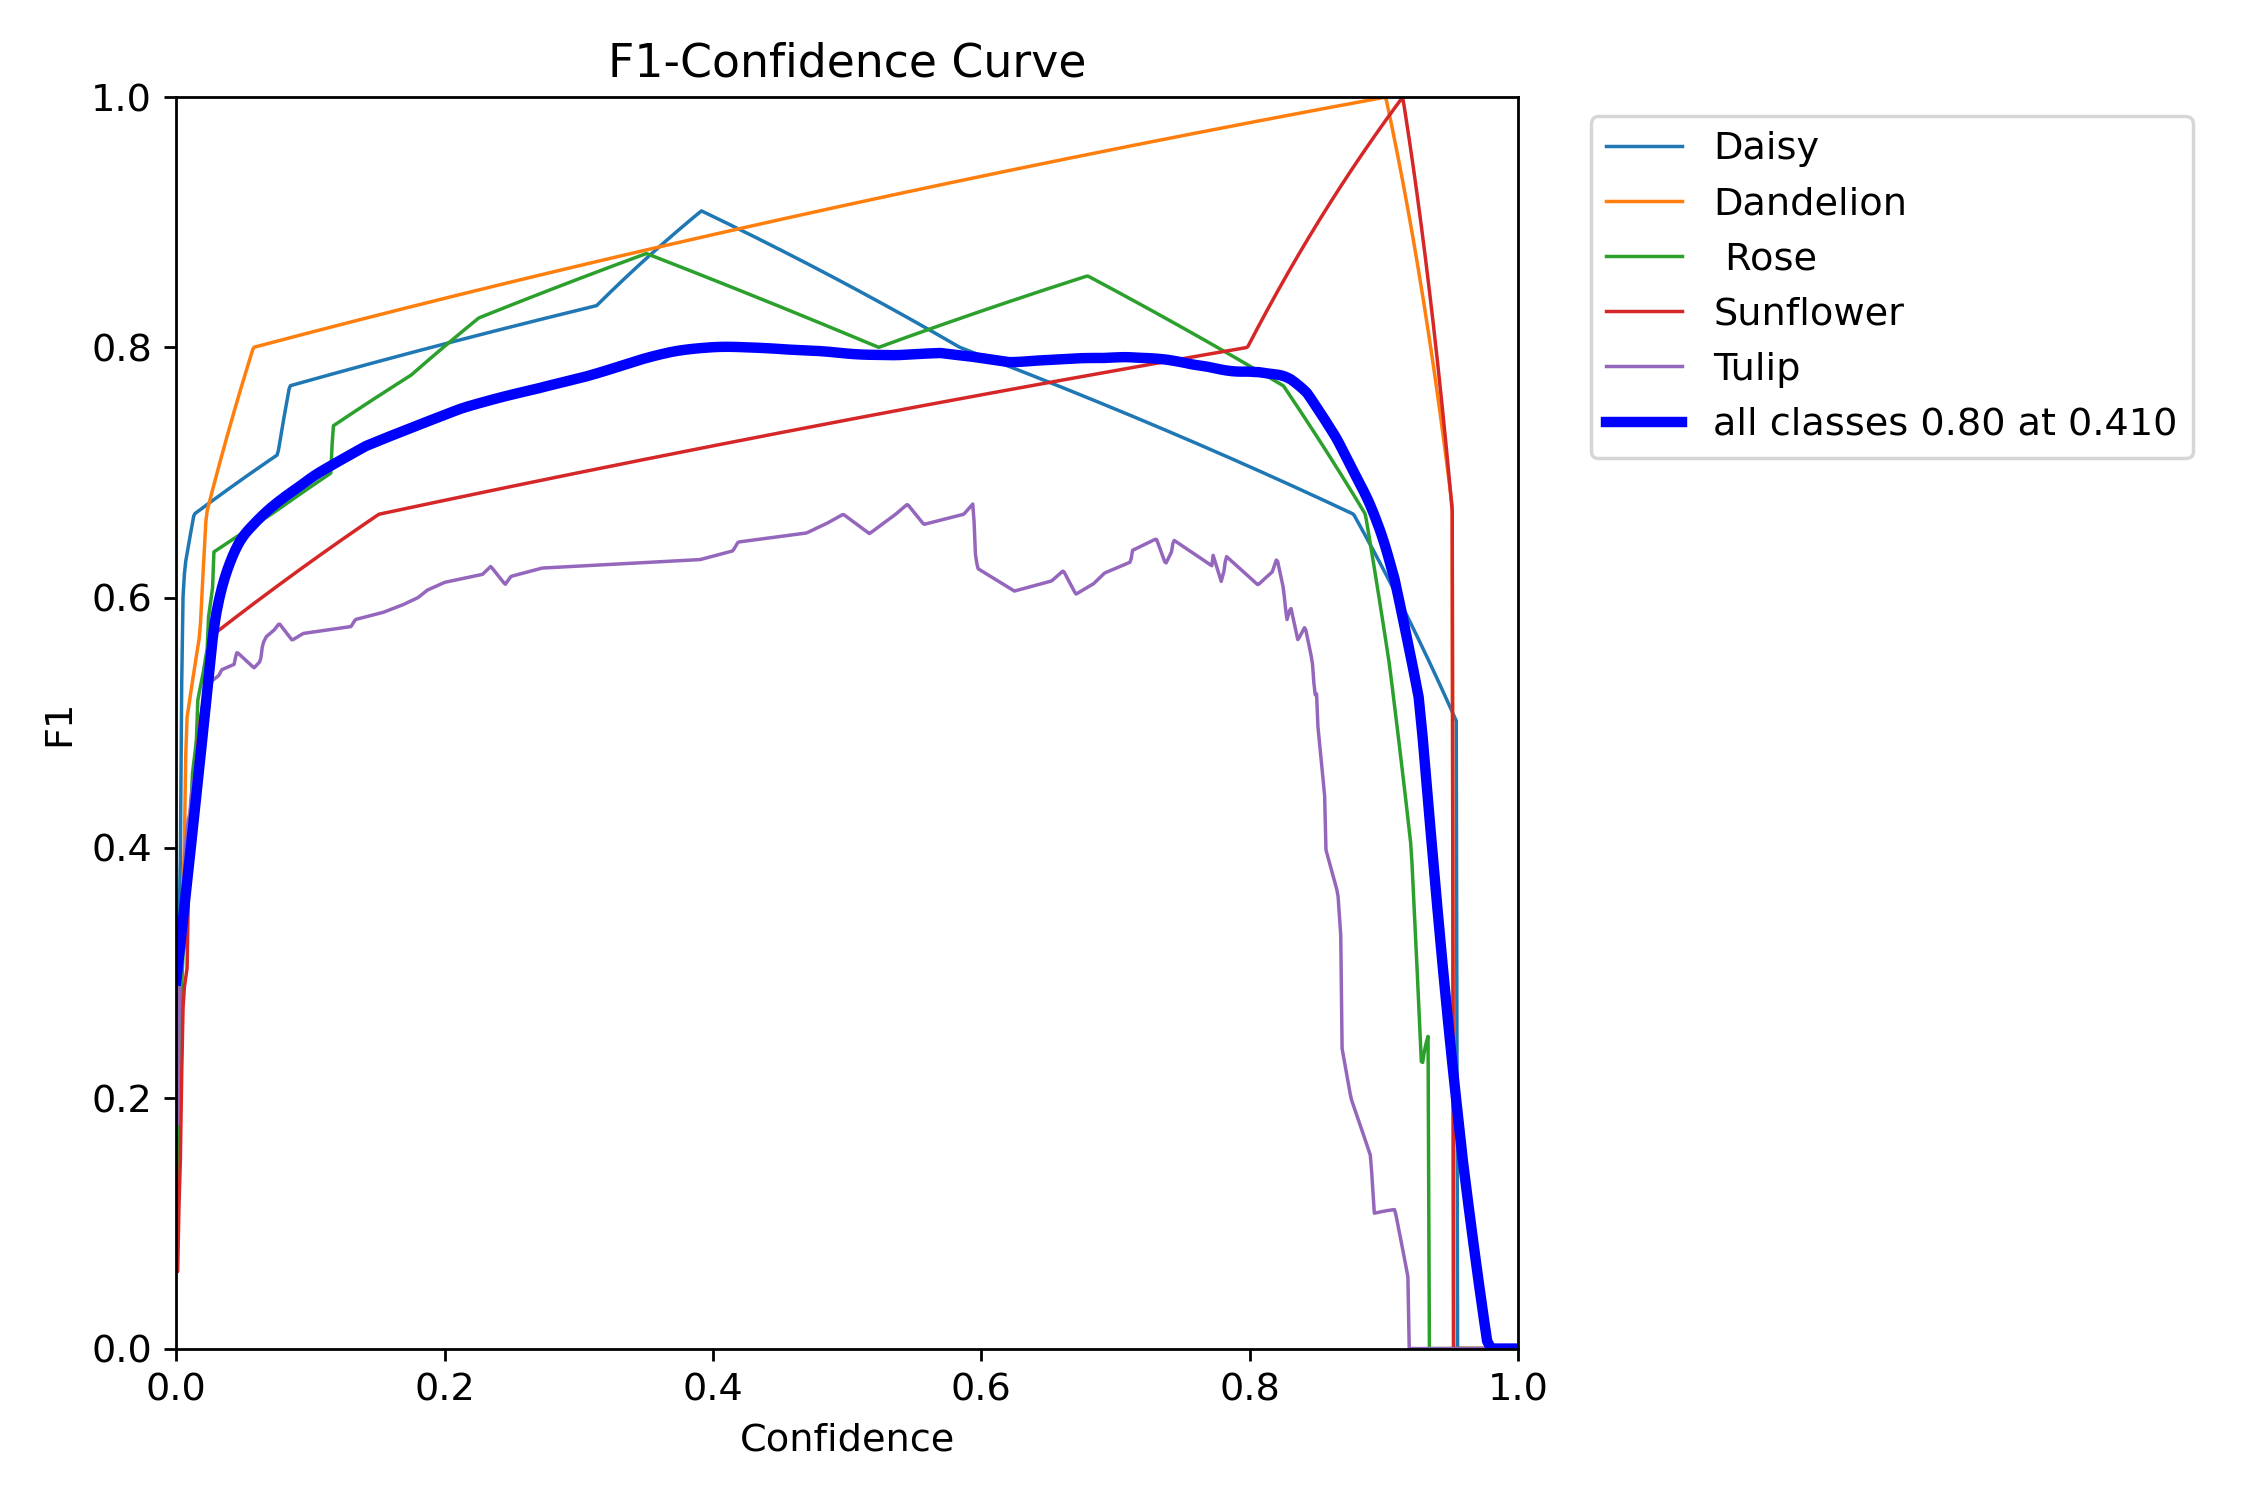 F1-Confidence Curve
1.0
0.8
0.6
0.4
0.2
0.0
F1
0.0 0.2 0.4 0.6 0.8 1.0
Confidence
Daisy
Dandelion
Rose
Sunflower
Tulip
all classes 0.80 at 0.410